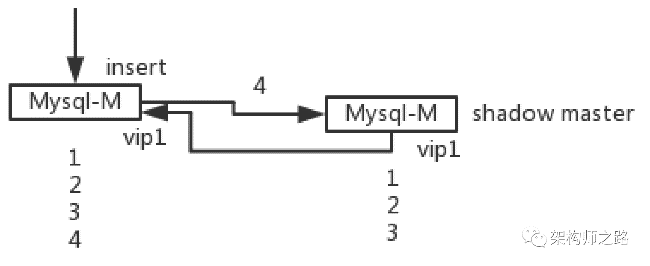 insert
4
Mysql-M
Mysql-M
shadow master
vip1
vip1
1
2
3
4
1
2
3
架构师之路